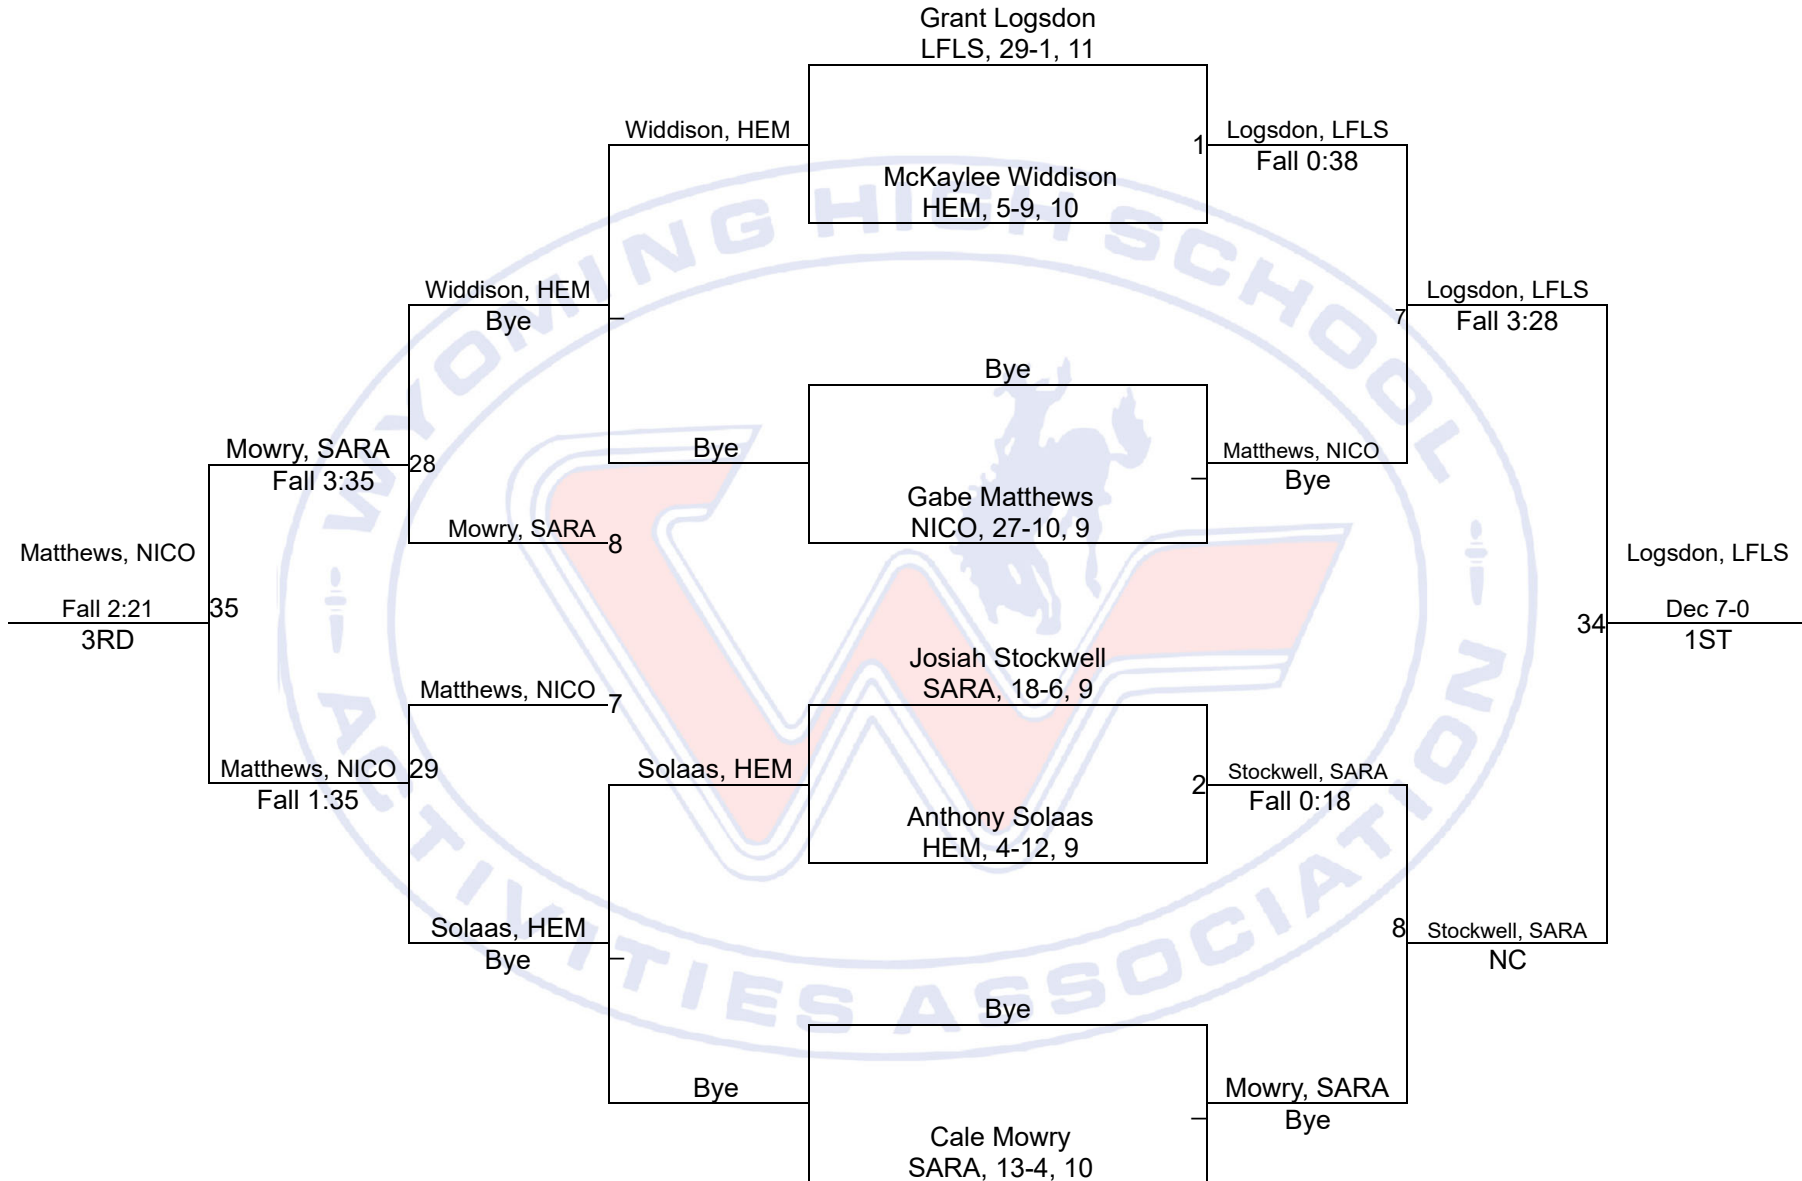 Grant Logsdon
LFLS, 29-1, 11
Widdison, HEM
1
Logsdon, LFLS
Fall 0:38
McKaylee Widdison
HEM, 5-9, 10
Widdison, HEM
Bye
7
Logsdon, LFLS
Fall 3:28
Bye
Mowry, SARA
Fall 3:35
28
Bye
Matthews, NICO
Bye
Gabe Matthews
NICO, 27-10, 9
Mowry, SARA
8
Matthews, NICO
Fall 2:21
3RD
35
Logsdon, LFLS
Dec 7-0
1ST
34
Josiah Stockwell
SARA, 18-6, 9
Matthews, NICO
7
Matthews, NICO
Fall 1:35
29
Solaas, HEM
2
Stockwell, SARA
Fall 0:18
Anthony Solaas
HEM, 4-12, 9
Solaas, HEM
Bye
8
Stockwell, SARA
NC
Bye
Bye
Mowry, SARA
Bye
Cale Mowry
SARA, 13-4, 10
WYOMING HIGH SCHOOL
ACTIVITIES ASSOCIATION